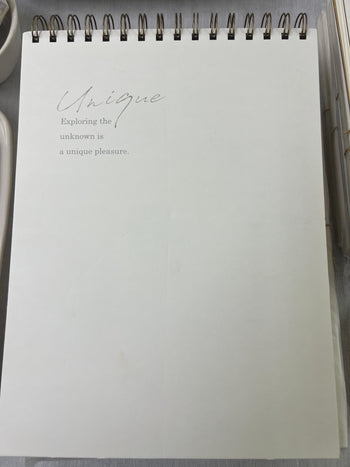 Unique
Exploring the
unknown is
a unique pleasure.